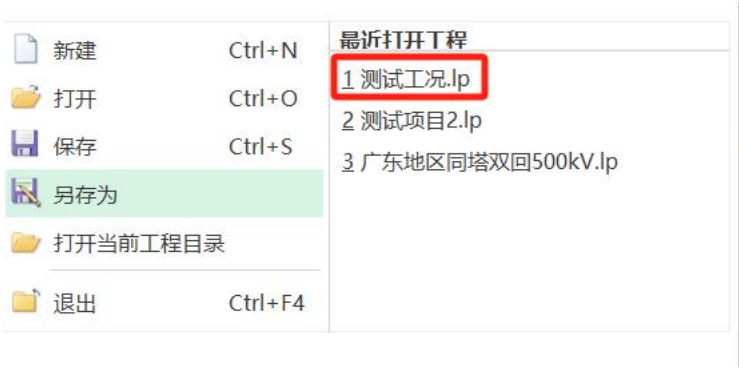 新建 Ctrl+N
打开 Ctrl+O
保存 Ctrl+S
另存为
打开当前工程目录
退出 Ctrl+F4
最近打开工程
1 测试工况.lp
2 测试项目2.lp
3 广东地区同塔双回500kV.lp